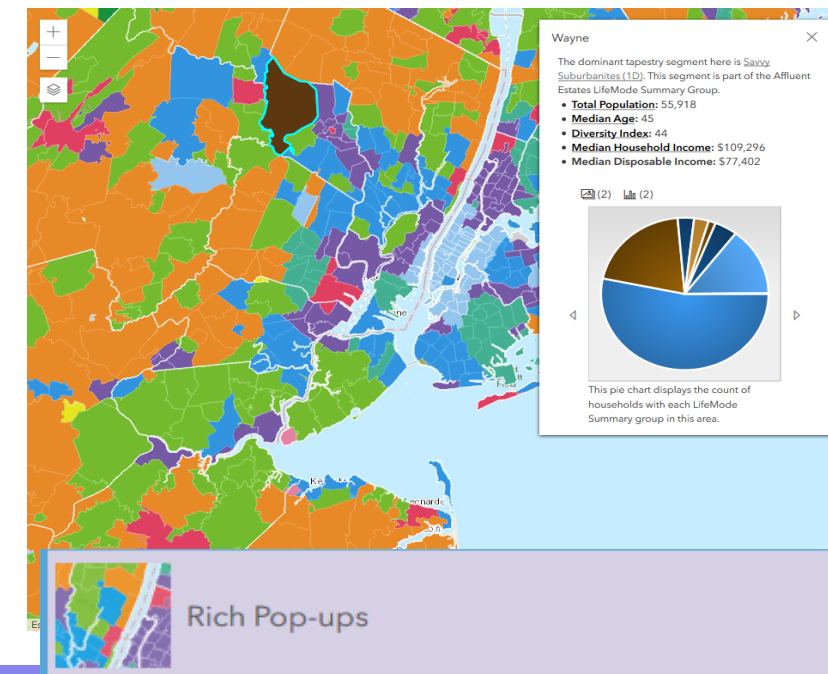 Wayne
The dominant tapestry segment here is Savvy
Suburbanites (1D). This segment is part of the Affluent
Estates LifeMode Summary Group.
• Total Population: 55,918
• Median Age: 45
• Diversity Index: 44
• Median Household Income: $109,296
• Median Disposable Income: $77,402
(2) (2)
This pie chart displays the count of
households with each LifeMode
Summary group in this area.
Rich Pop-ups